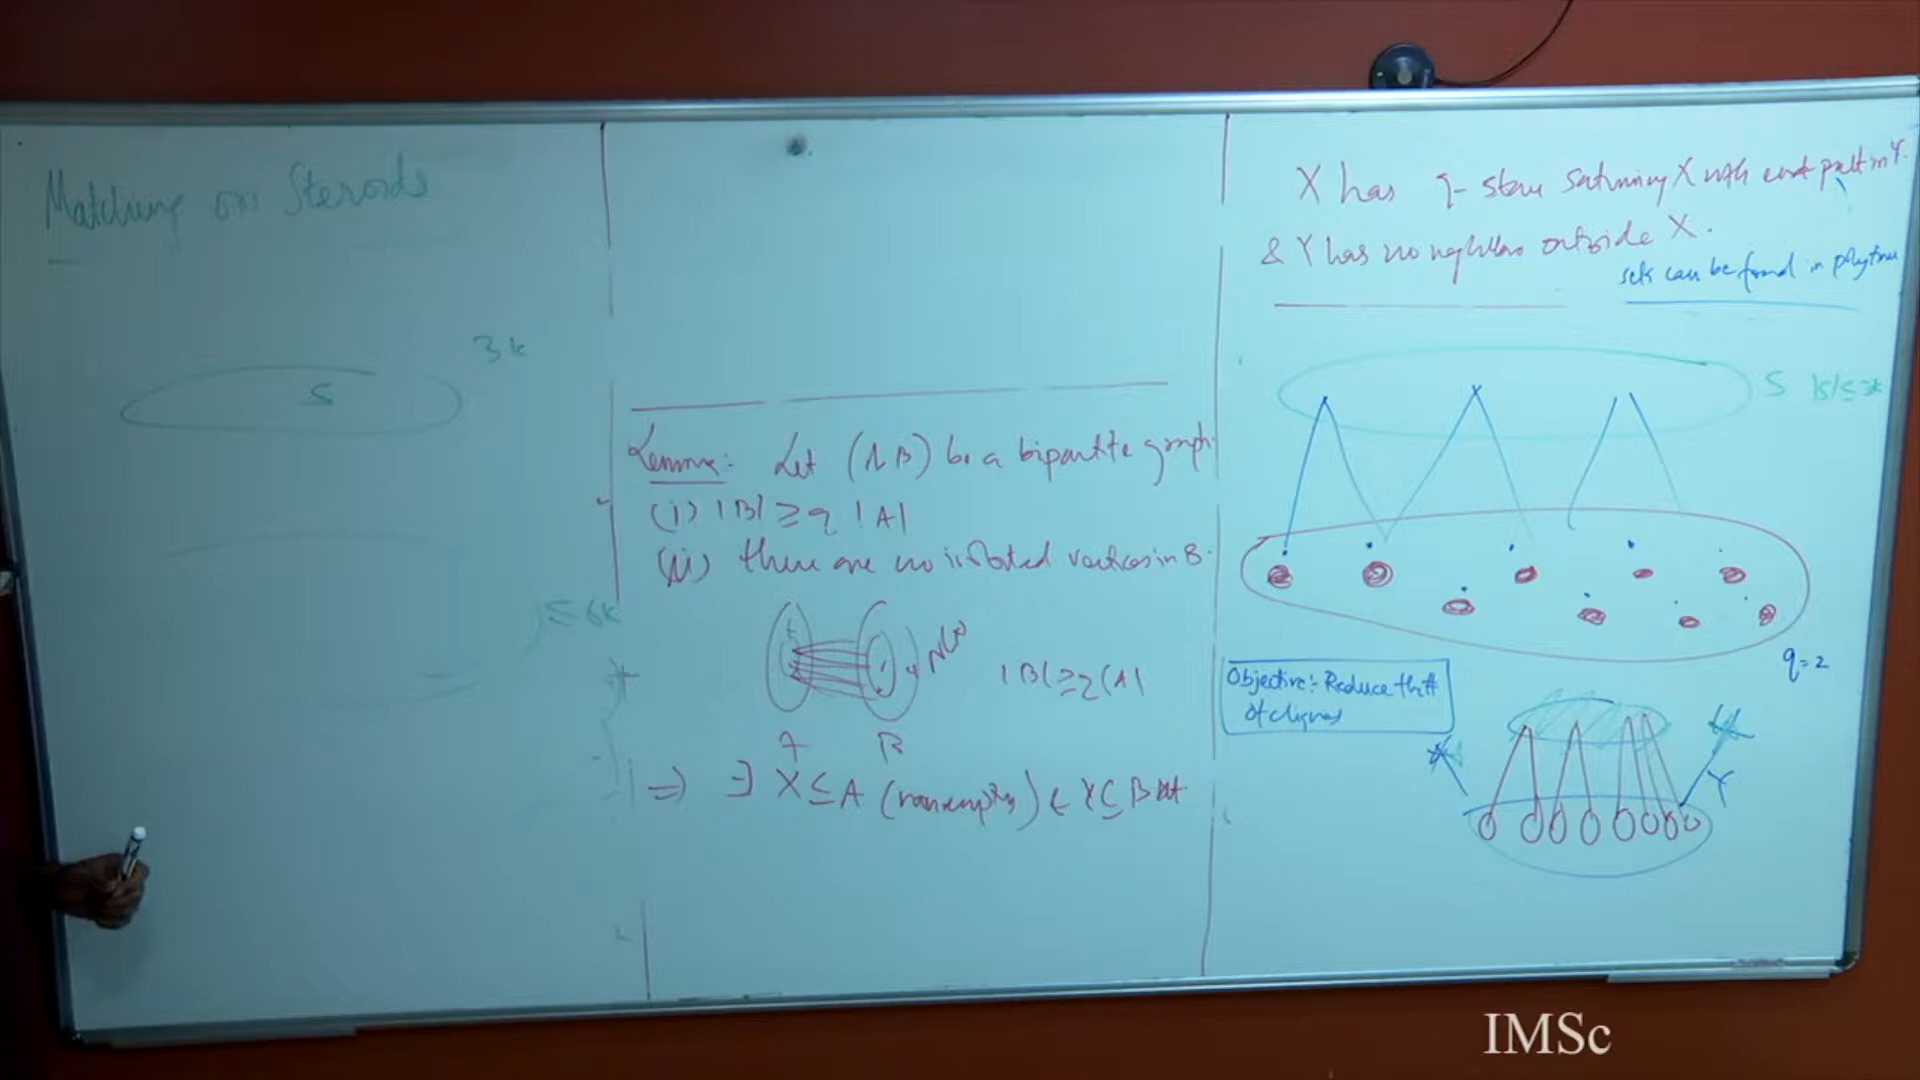 Matching on Steroids
3k
S
≤ 6k
Lemma: Let (A B) be a bipartite graph
(i) |B| ≥ q |A|
(ii) there are no isolated vertices in B.
|B| ≥ q |A|
A B
⇒ ∃ X ⊆ A (nonempty) & Y ⊆ B st
X has q-stars saturating X with end in Y.
& Y has no neighbors outside X.
sets can be found in polytime
S |S| ≤ 3k
q = 2
Objective:- Reduce the #
of cliques
IMSc